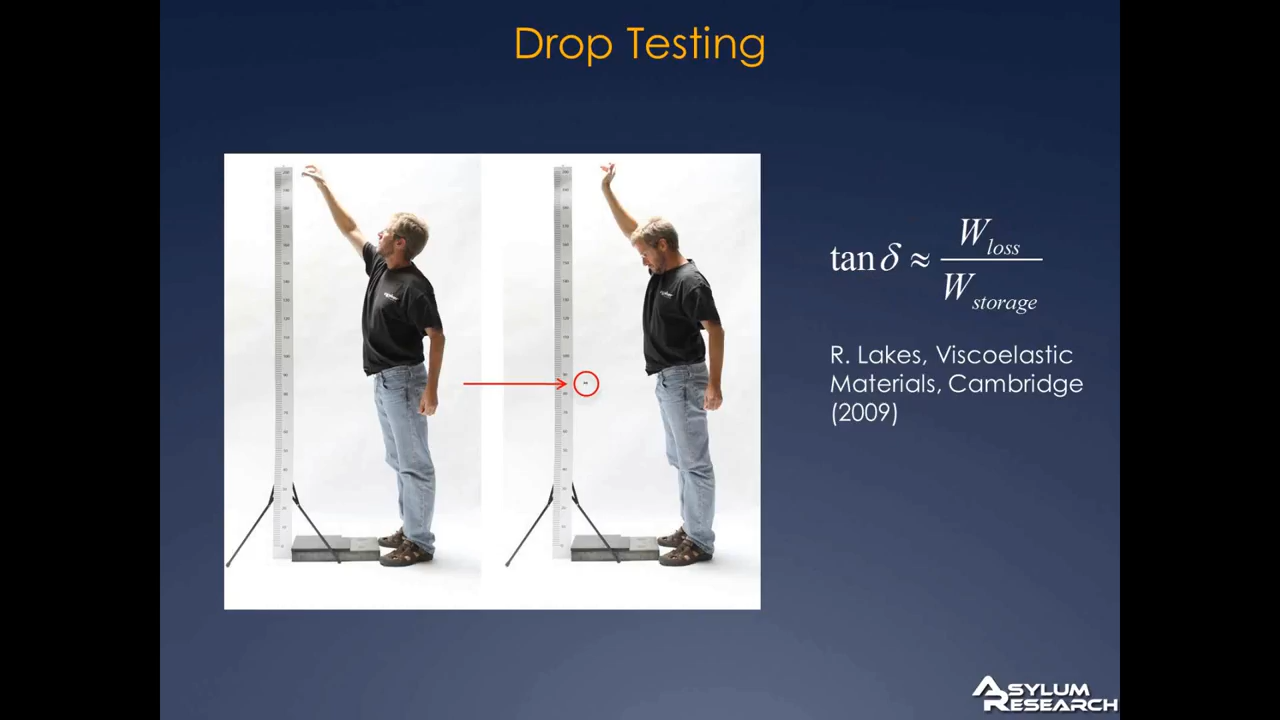 Drop Testing
tan δ ≈ W_loss / W_storage
R. Lakes, Viscoelastic
Materials, Cambridge
(2009)
ASYLUM
RESEARCH